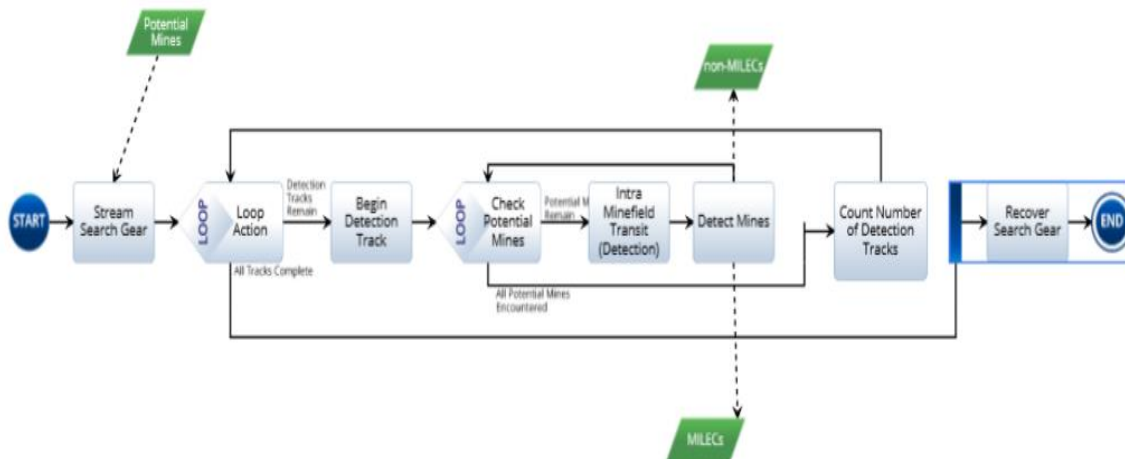 Potential
Mines
non-MILECs
START
Stream
Search Gear
LOOP
Loop
Action
Detection
Tracks
Remain
All Tracks Complete
Begin
Detection
Track
LOOP
Check
Potential
Mines
Potential M
Remain
All Potential Mines
Encountered
Intra
Minefield
Transit
(Detection)
Detect Mines
Count Number
of Detection
Tracks
Recover
Search Gear
END
MILECs